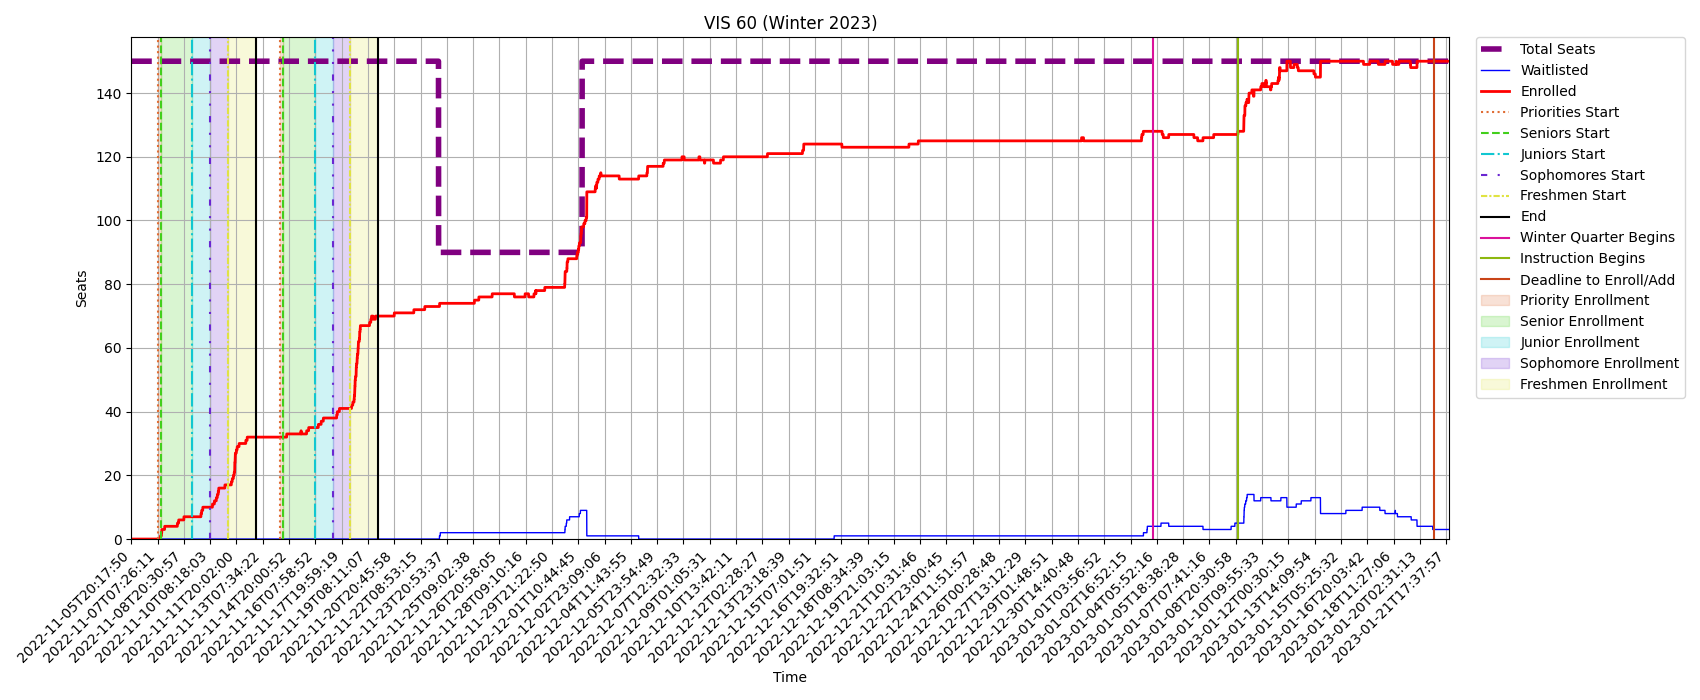 VIS 60 (Winter 2023)
Seats
140
120
100
80
60
40
20
0
2022-11-05T20:17:50
2022-11-07T07:26:11
2022-11-08T20:30:57
2022-11-10T08:18:03
2022-11-11T20:02:00
2022-11-13T07:34:22
2022-11-14T20:00:52
2022-11-16T07:58:52
2022-11-17T19:59:19
2022-11-19T08:11:07
2022-11-20T20:45:58
2022-11-22T08:53:15
2022-11-23T20:53:37
2022-11-25T09:02:38
2022-11-26T20:58:05
2022-11-28T09:10:16
2022-11-29T21:22:50
2022-12-01T10:44:45
2022-12-02T23:09:06
2022-12-04T11:43:55
2022-12-05T23:54:49
2022-12-07T12:32:33
2022-12-09T01:05:31
2022-12-10T13:42:11
2022-12-12T02:28:27
2022-12-13T23:18:39
2022-12-15T07:01:51
2022-12-16T19:32:51
2022-12-18T08:34:39
2022-12-19T21:03:15
2022-12-21T10:31:46
2022-12-22T23:00:45
2022-12-24T11:51:57
2022-12-26T00:28:48
2022-12-27T13:12:29
2022-12-29T01:48:51
2022-12-30T14:40:48
2023-01-01T03:56:52
2023-01-02T16:52:15
2023-01-04T05:52:16
2023-01-05T18:38:28
2023-01-07T07:41:16
2023-01-08T20:30:58
2023-01-10T09:55:33
2023-01-12T00:30:15
2023-01-13T14:09:54
2023-01-15T05:25:32
2023-01-16T20:03:42
2023-01-18T11:27:06
2023-01-20T02:31:13
2023-01-21T17:37:57
Time
Total Seats
Waitlisted
Enrolled
Priorities Start
Seniors Start
Juniors Start
Sophomores Start
Freshmen Start
End
Winter Quarter Begins
Instruction Begins
Deadline to Enroll/Add
Priority Enrollment
Senior Enrollment
Junior Enrollment
Sophomore Enrollment
Freshmen Enrollment